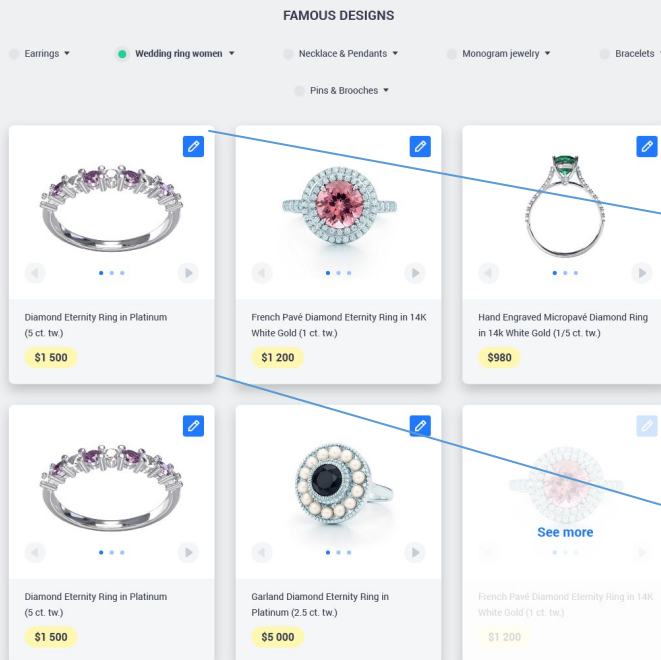 FAMOUS DESIGNS
Earrings
Wedding ring women
Necklace & Pendants
Monogram jewelry
Bracelets
Pins & Brooches
Diamond Eternity Ring in Platinum
(5 ct. tw.)
$1 500
French Pavé Diamond Eternity Ring in 14K
White Gold (1 ct. tw.)
$1 200
Hand Engraved Micropavé Diamond Ring
in 14k White Gold (1/5 ct. tw.)
$980
Diamond Eternity Ring in Platinum
(5 ct. tw.)
$1 500
Garland Diamond Eternity Ring in
Platinum (2.5 ct. tw.)
$5 000
See more
French Pavé Diamond Eternity Ring in 14K
White Gold (1 ct. tw.)
$1 200